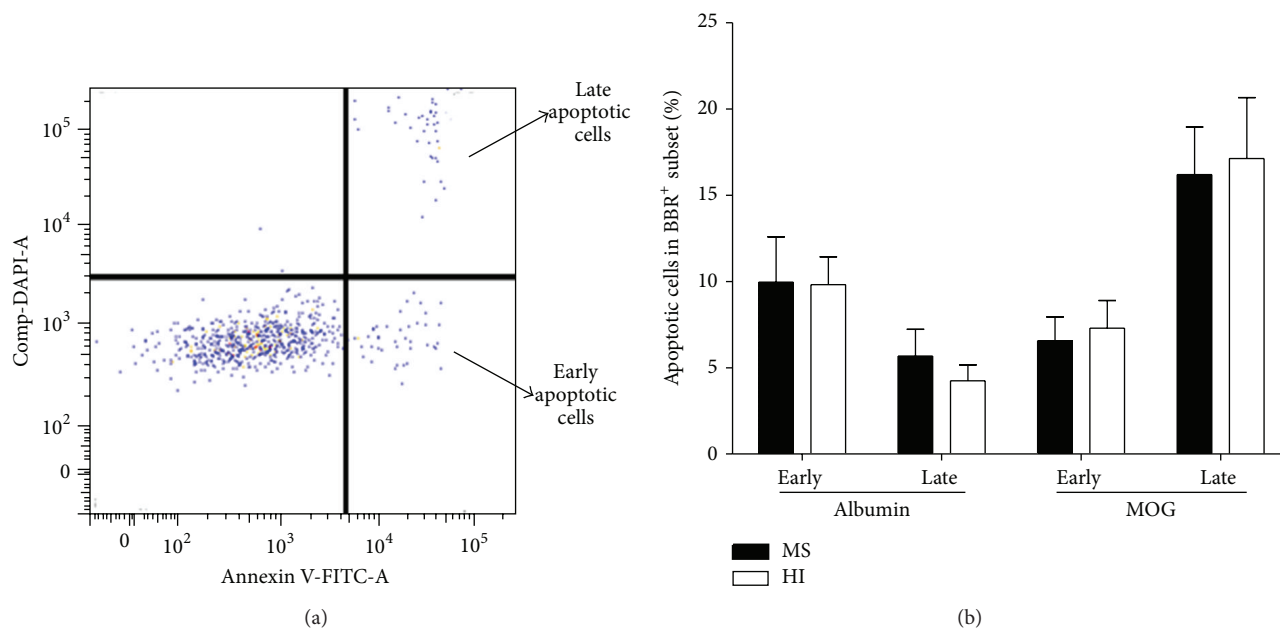 Late
apoptotic
cells
10^5
10^4
10^3
10^2
0
Comp-DAPI-A
Early
apoptotic
cells
0 10^2 10^3 10^4 10^5
Annexin V-FITC-A
(a)
25
20
15
10
5
0
Apoptotic cells in BBR^+ subset (%)
Early Late Early Late
Albumin MOG
MS
HI
(b)